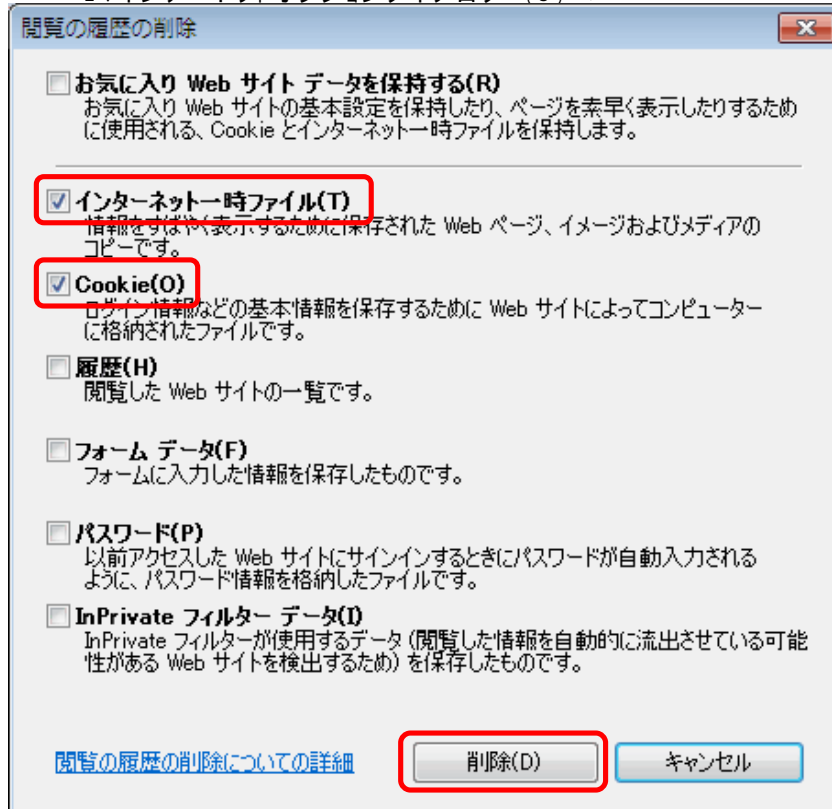 閲覧の履歴の削除
お気に入り Web サイト データを保持する(R)
お気に入り Web サイトの基本設定を保持したり、ページを素早く表示したりするため
に使用される、Cookie とインターネット一時ファイルを保持します。
インターネット一時ファイル(T)
情報をすばやく表示するために保存された Web ページ、イメージおよびメディアの
コピーです。
Cookie(O)
ログイン情報などの基本情報を保存するために Web サイトによってコンピューター
に格納されたファイルです。
履歴(H)
閲覧した Web サイトの一覧です。
フォーム データ(F)
フォームに入力した情報を保存したものです。
パスワード(P)
以前アクセスした Web サイトにサインインするときにパスワードが自動入力される
ように、パスワード情報を格納したファイルです。
InPrivate フィルター データ(I)
InPrivate フィルターが使用するデータ (閲覧した情報を自動的に流出させている可能
性がある Web サイトを検出するため) を保存したものです。
閲覧の履歴の削除についての詳細
削除(D)
キャンセル